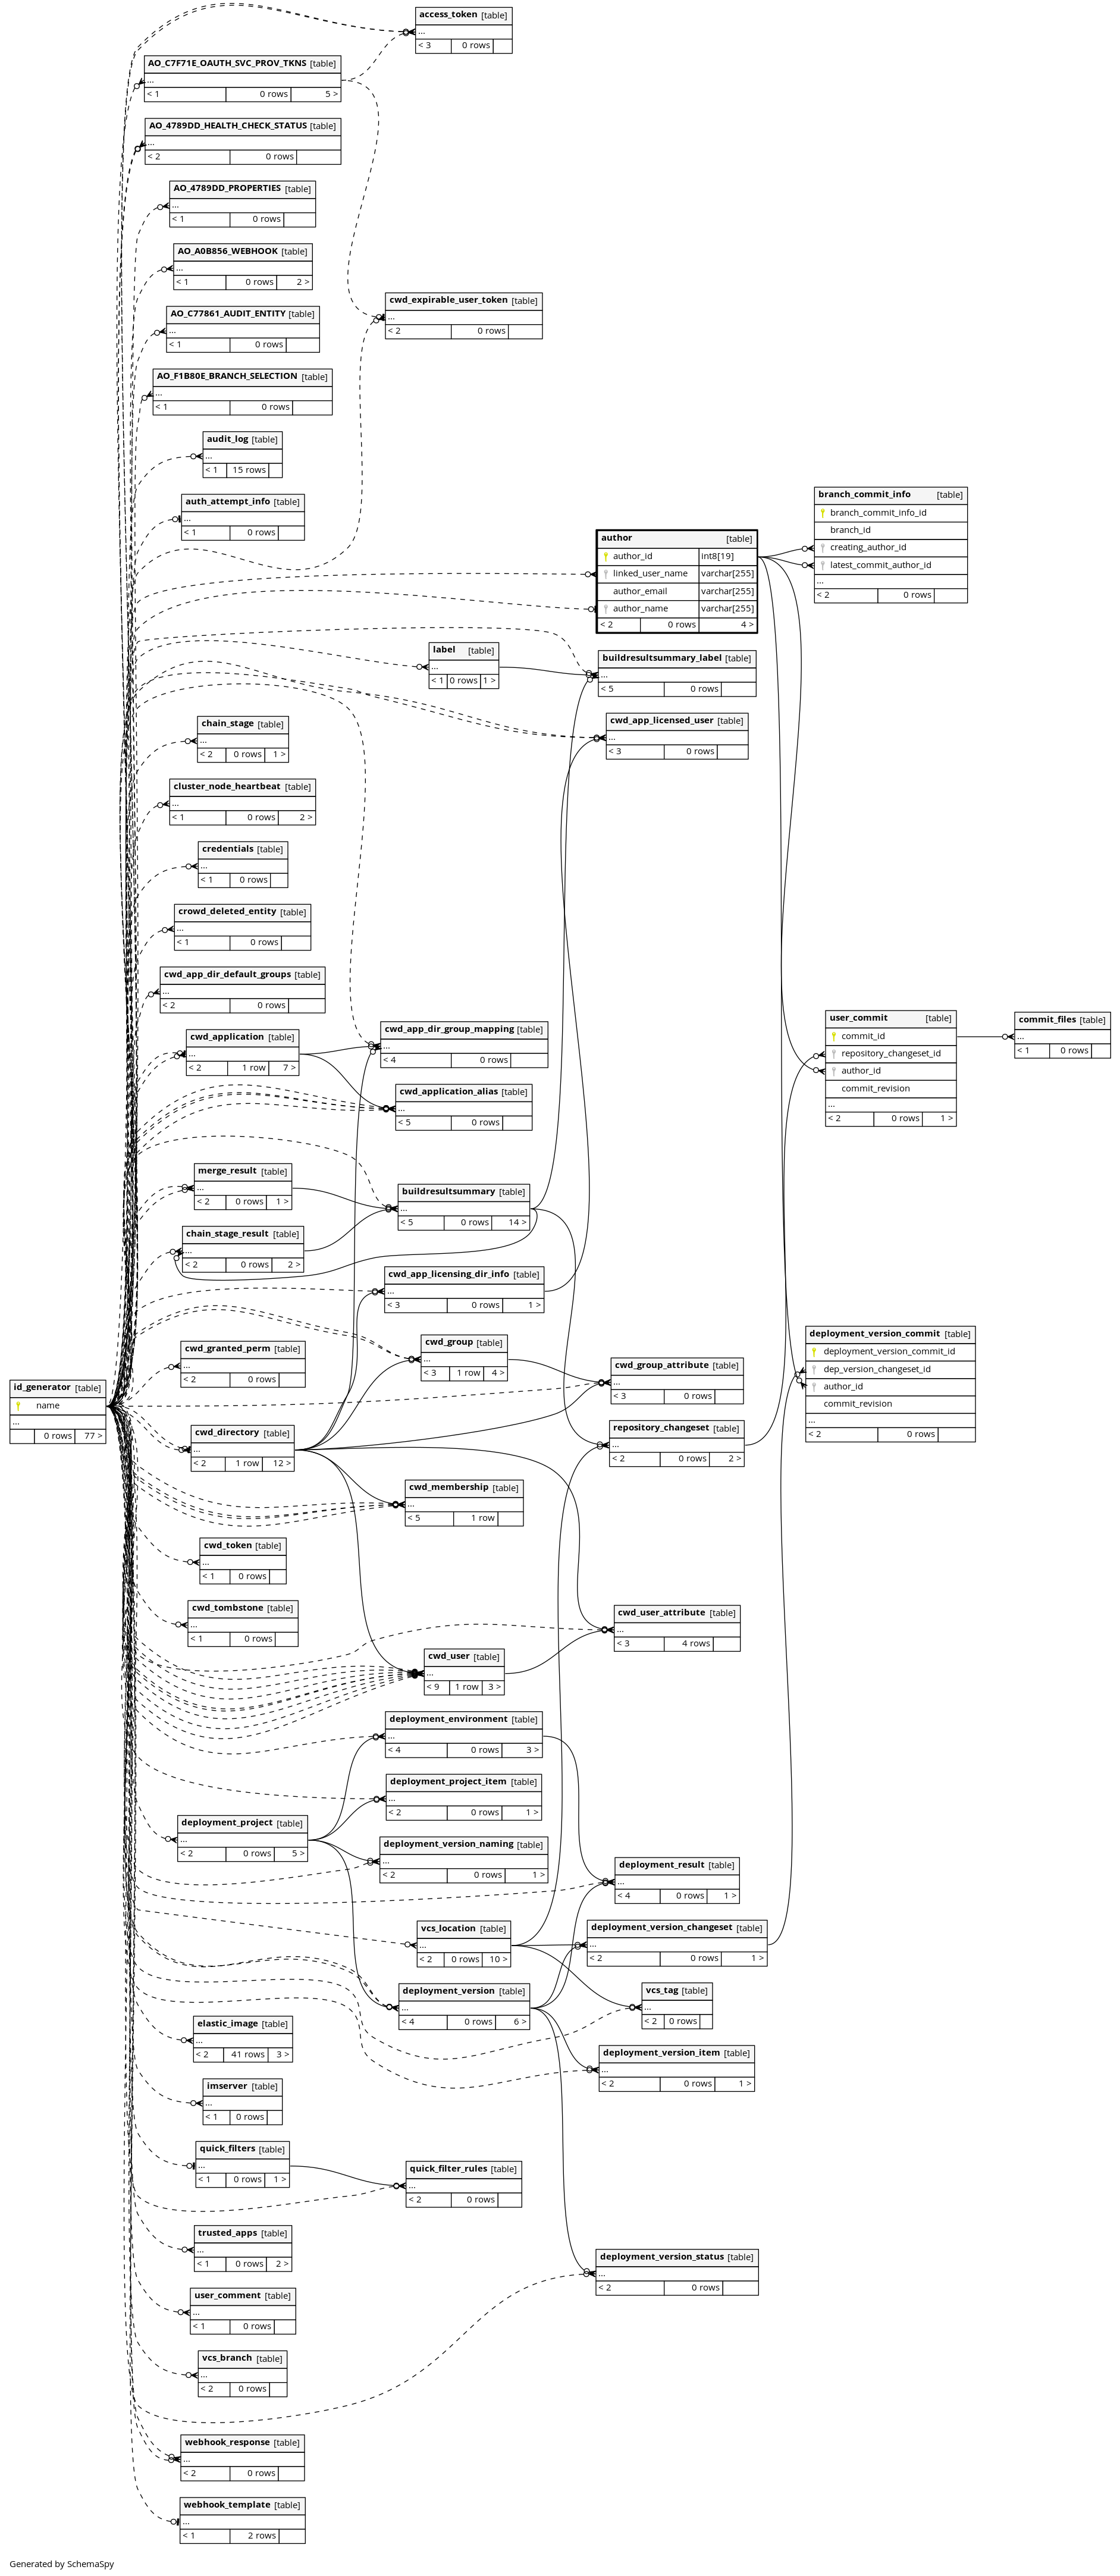 access_token [table]
...
< 3 0 rows
AO_C7F71E_OAUTH_SVC_PROV_TKNS [table]
...
< 1 0 rows 5 >
AO_4789DD_HEALTH_CHECK_STATUS [table]
...
< 2 0 rows
AO_4789DD_PROPERTIES [table]
...
< 1 0 rows
AO_A0B856_WEBHOOK [table]
...
< 1 0 rows 2 >
cwd_expirable_user_token [table]
...
< 2 0 rows
AO_C77861_AUDIT_ENTITY [table]
...
< 1 0 rows
AO_F1B80E_BRANCH_SELECTION [table]
...
< 1 0 rows
audit_log [table]
...
< 1 15 rows
auth_attempt_info [table]
...
< 1 0 rows
branch_commit_info [table]
branch_commit_info_id
branch_id
creating_author_id
latest_commit_author_id
...
< 2 0 rows
author [table]
author_id int8[19]
linked_user_name varchar[255]
author_email varchar[255]
author_name varchar[255]
< 2 0 rows 4 >
label [table]
...
< 1 0 rows 1 >
buildresultsummary_label [table]
...
< 5 0 rows
cwd_app_licensed_user [table]
...
< 3 0 rows
chain_stage [table]
...
< 2 0 rows 1 >
cluster_node_heartbeat [table]
...
< 1 0 rows 2 >
credentials [table]
...
< 1 0 rows
crowd_deleted_entity [table]
...
< 1 0 rows
cwd_app_dir_default_groups [table]
...
< 2 0 rows
cwd_application [table]
...
< 2 1 row 7 >
cwd_app_dir_group_mapping [table]
...
< 4 0 rows
user_commit [table]
commit_id
repository_changeset_id
author_id
commit_revision
...
< 2 0 rows 1 >
commit_files [table]
...
< 1 0 rows
cwd_application_alias [table]
...
< 5 0 rows
merge_result [table]
...
< 2 0 rows 1 >
buildresultsummary [table]
...
< 5 0 rows 14 >
chain_stage_result [table]
...
< 2 0 rows 2 >
cwd_app_licensing_dir_info [table]
...
< 3 0 rows 1 >
cwd_granted_perm [table]
...
< 2 0 rows
cwd_group [table]
...
< 3 1 row 4 >
cwd_group_attribute [table]
...
< 3 0 rows
deployment_version_commit [table]
deployment_version_commit_id
dep_version_changeset_id
author_id
commit_revision
...
< 2 0 rows
id_generator [table]
name
...
0 rows 77 >
cwd_directory [table]
...
< 2 1 row 12 >
repository_changeset [table]
...
< 2 0 rows 2 >
cwd_membership [table]
...
< 5 1 row
cwd_token [table]
...
< 1 0 rows
cwd_tombstone [table]
...
< 1 0 rows
cwd_user_attribute [table]
...
< 3 4 rows
cwd_user [table]
...
< 9 1 row 3 >
deployment_environment [table]
...
< 4 0 rows 3 >
deployment_project_item [table]
...
< 2 0 rows 1 >
deployment_project [table]
...
< 2 0 rows 5 >
deployment_version_naming [table]
...
< 2 0 rows 1 >
deployment_result [table]
...
< 4 0 rows 1 >
vcs_location [table]
...
< 2 0 rows 10 >
deployment_version_changeset [table]
...
< 2 0 rows 1 >
deployment_version [table]
...
< 4 0 rows 6 >
vcs_tag [table]
...
< 2 0 rows
elastic_image [table]
...
< 2 41 rows 3 >
deployment_version_item [table]
...
< 2 0 rows 1 >
imserver [table]
...
< 1 0 rows
quick_filters [table]
...
< 1 0 rows 1 >
quick_filter_rules [table]
...
< 2 0 rows
trusted_apps [table]
...
< 1 0 rows 2 >
deployment_version_status [table]
...
< 2 0 rows
user_comment [table]
...
< 1 0 rows
vcs_branch [table]
...
< 2 0 rows
webhook_response [table]
...
< 2 0 rows
webhook_template [table]
...
< 1 2 rows
Generated by SchemaSpy